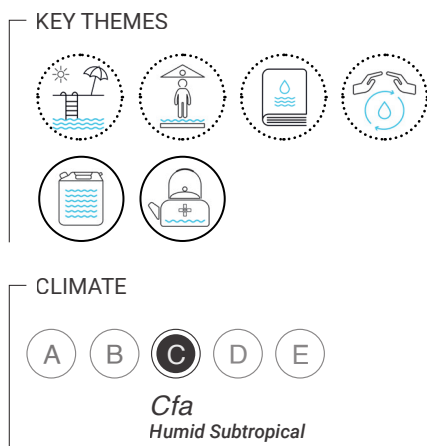 KEY THEMES
CLIMATE
A B C D E
Cfa
Humid Subtropical